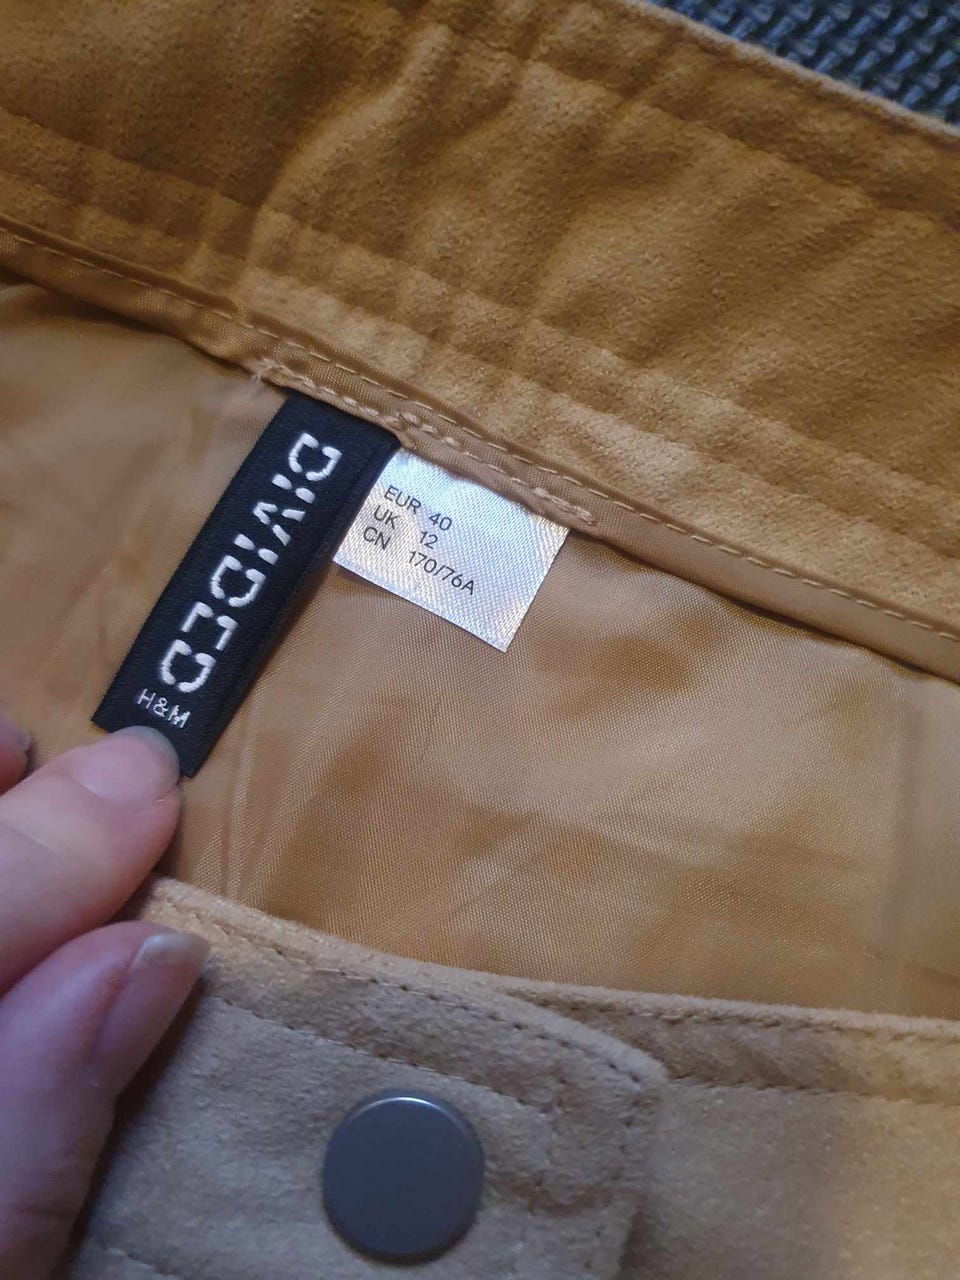 DIVIDED
H&M
EUR 40
UK 12
CN 170/76A